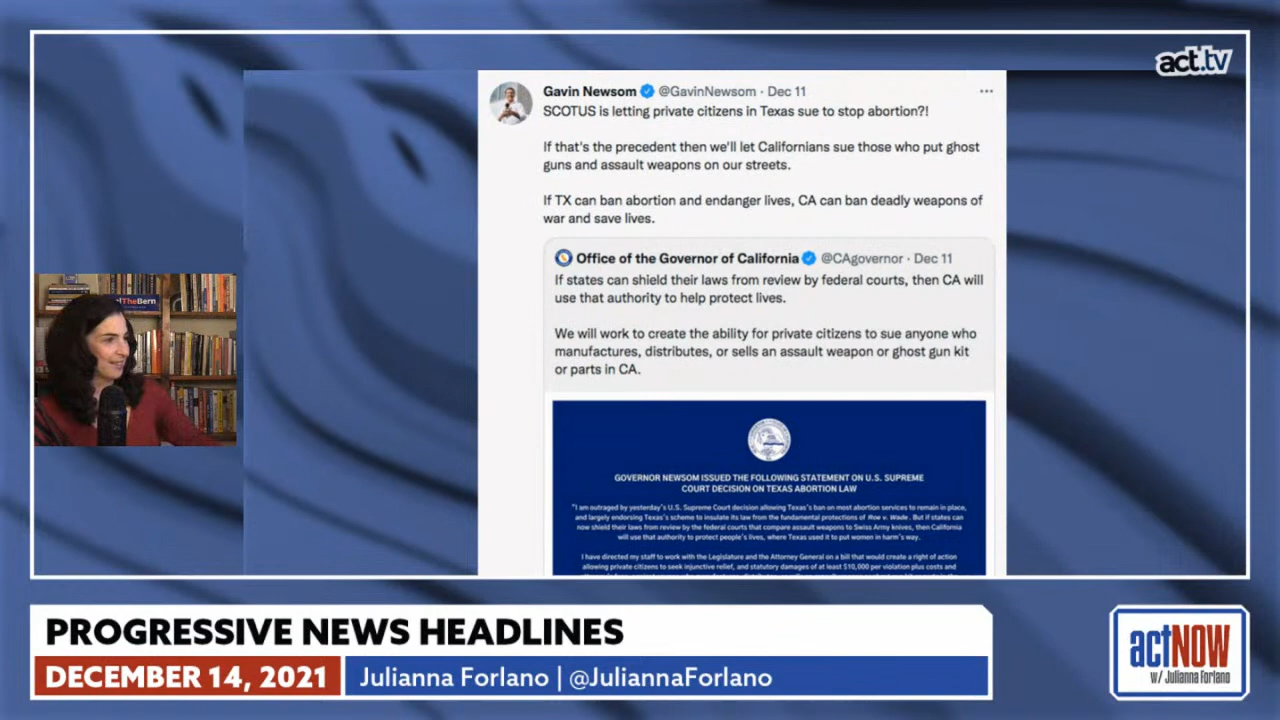 act.tv
Gavin Newsom @GavinNewsom · Dec 11
SCOTUS is letting private citizens in Texas sue to stop abortion?!
If that's the precedent then we'll let Californians sue those who put ghost
guns and assault weapons on our streets.
If TX can ban abortion and endanger lives, CA can ban deadly weapons of
war and save lives.
Office of the Governor of California @CAgovernor · Dec 11
If states can shield their laws from review by federal courts, then CA will
use that authority to help protect lives.
We will work to create the ability for private citizens to sue anyone who
manufactures, distributes, or sells an assault weapon or ghost gun kit
or parts in CA.
GOVERNOR NEWSOM ISSUED THE FOLLOWING STATEMENT ON U.S. SUPREME
COURT DECISION ON TEXAS ABORTION LAW
"I am outraged by yesterday's U.S. Supreme Court decision allowing Texas's ban on most abortion services to remain in place,
and largely endorsing Texas's scheme to insulate its law from the fundamental protections of Roe v. Wade. But if states can
now shield their laws from review by the federal courts that compare assault weapons to Swiss Army knives, then California
will use that authority to protect people's lives, where Texas used it to put women in harm's way.
I have directed my staff to work with the Legislature and the Attorney General on a bill that would create a right of action
allowing private citizens to seek injunctive relief, and statutory damages of at least $10,000 per violation plus costs and
elTheBern
PROGRESSIVE NEWS HEADLINES
DECEMBER 14, 2021
Julianna Forlano | @JuliannaForlano
actNOW
w/ Julianna Forlano